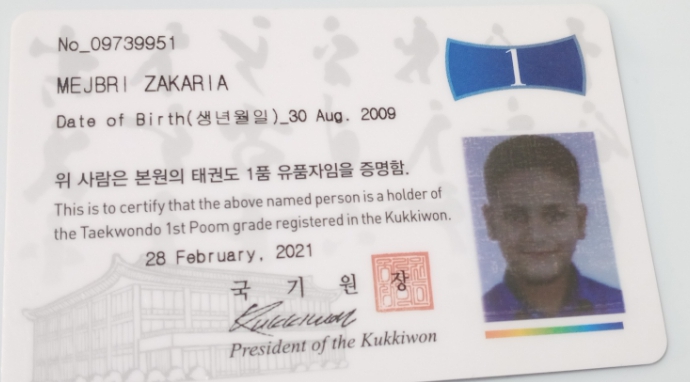 No_09739951
1
MEJBRI ZAKARIA
Date of Birth(생년월일)_30 Aug. 2009
위 사람은 본원의 태권도 1품 유품자임을 증명함.
This is to certify that the above named person is a holder of
the Taekwondo 1st Poom grade registered in the Kukkiwon.
28 February, 2021
국 기 원 장
Kukkiwon
President of the Kukkiwon